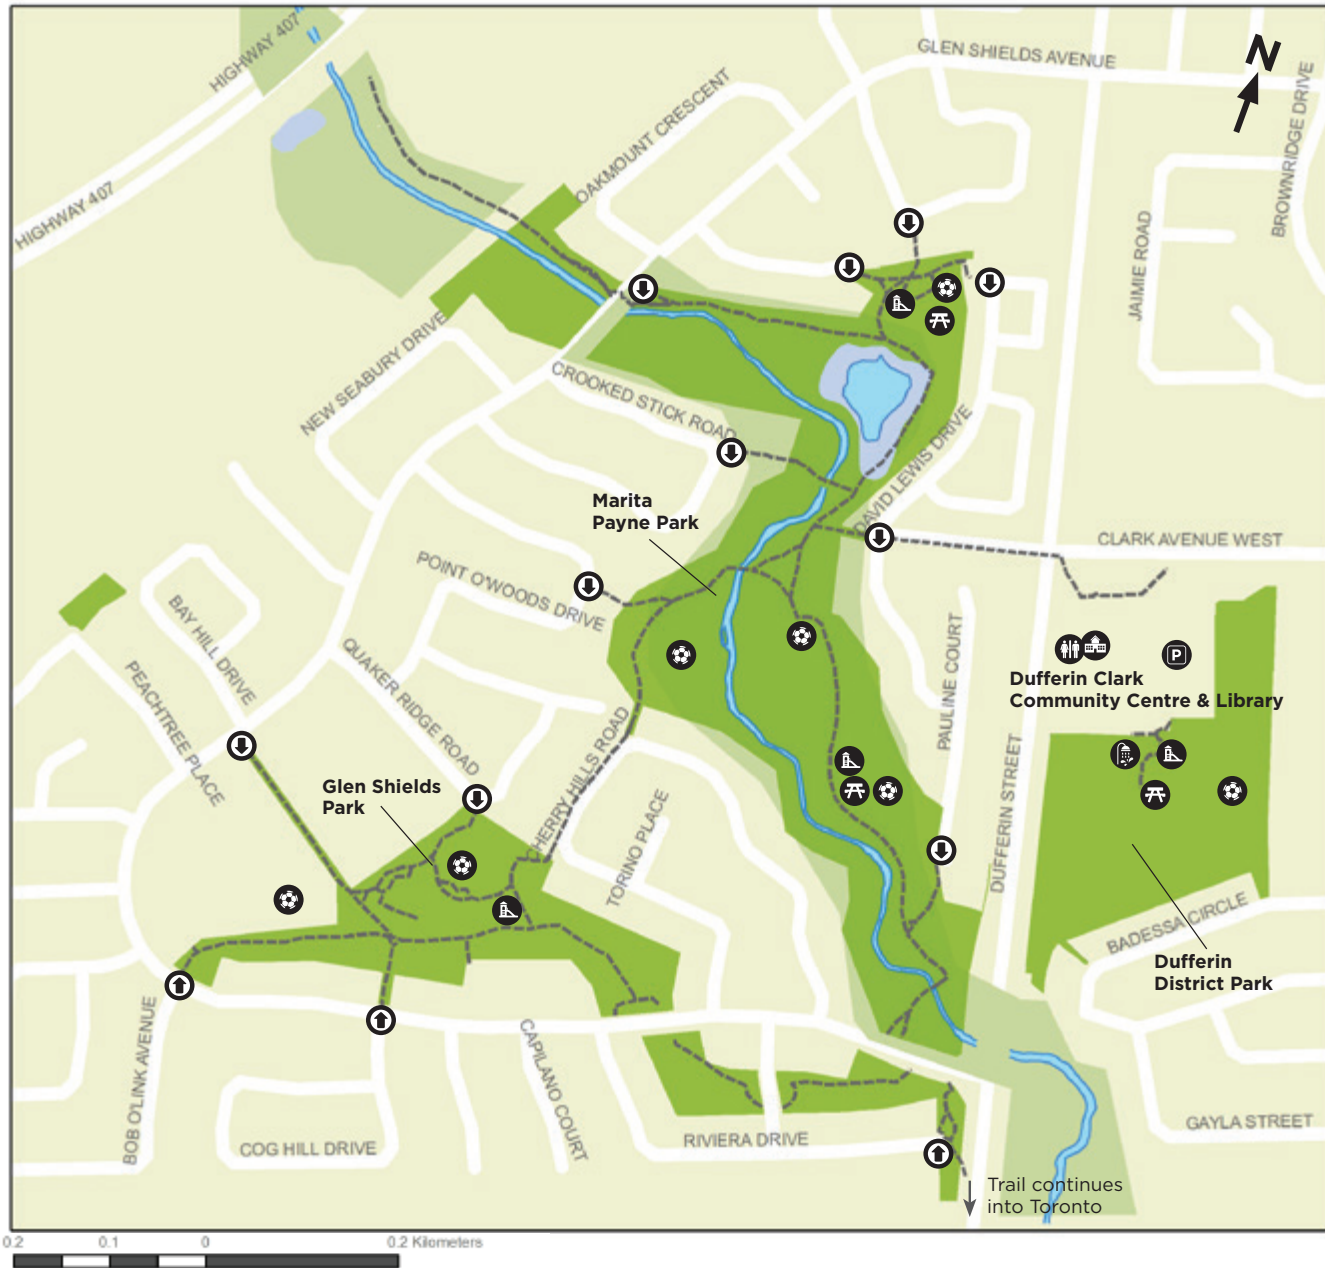 HIGHWAY 407
GLEN SHIELDS AVENUE
N
OAKMOUNT CRESCENT
BROWNRIDGE DRIVE
HIGHWAY 407
JAIMIE ROAD
NEW SEABURY DRIVE
CROOKED STICK ROAD
DAVID LEWIS DRIVE
Marita
Payne Park
CLARK AVENUE WEST
POINT O'WOODS DRIVE
BAY HILL DRIVE
PEACHTREE PLACE
QUAKER RIDGE ROAD
PAULINE COURT
P
Dufferin Clark
Community Centre & Library
CHERRY HILLS ROAD
Glen Shields
Park
TORINO PLACE
DUFFERIN STREET
BADESSA CIRCLE
Dufferin
District Park
BOB O'LINK AVENUE
CAPILANO COURT
COG HILL DRIVE
RIVIERA DRIVE
GAYLA STREET
Trail continues
into Toronto
0.2 0.1 0 0.2 Kilometers